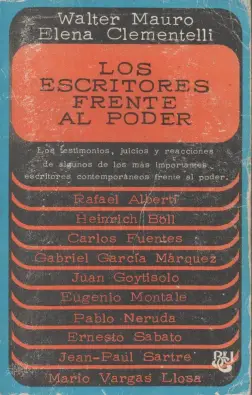 Walter Mauro
Elena Clementelli
LOS
ESCRITORES
FRENTE
AL PODER
Los testimonios, juicios y reacciones
de algunos de los más importantes
escritores contemporáneos frente al poder.
Rafael Alberti
Heinrich Böll
Carlos Fuentes
Gabriel García Márquez
Juan Goytisolo
Eugenio Montale
Pablo Neruda
Ernesto Sábato
Jean-Paul Sartre
Mario Vargas Llosa